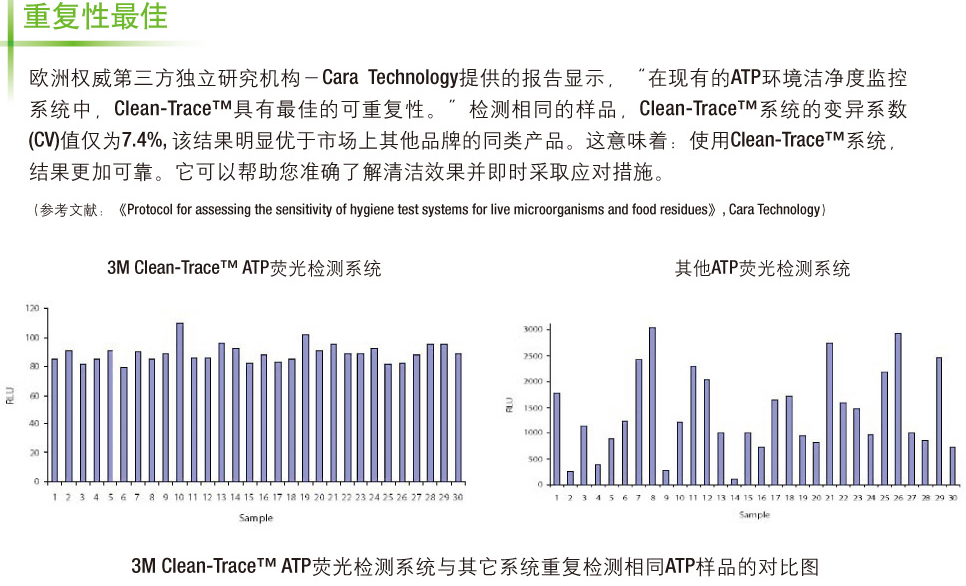 重复性最佳
欧洲权威第三方独立研究机构－Cara Technology提供的报告显示，“在现有的ATP环境洁净度监控
系统中，Clean-Trace™具有最佳的可重复性。”检测相同的样品，Clean-Trace™系统的变异系数
(CV)值仅为7.4%, 该结果明显优于市场上其他品牌的同类产品。这意味着：使用Clean-Trace™系统，
结果更加可靠。它可以帮助您准确了解清洁效果并即时采取应对措施。
（参考文献：《Protocol for assessing the sensitivity of hygiene test systems for live microorganisms and food residues》, Cara Technology）
3M Clean-Trace™ ATP荧光检测系统
120
100
80
60
40
20
0
RLU
1 2 3 4 5 6 7 8 9 10 11 12 13 14 15 16 17 18 19 20 21 22 23 24 25 26 27 28 29 30
Sample
其他ATP荧光检测系统
3000
2500
2000
1500
1000
500
0
RLU
1 2 3 4 5 6 7 8 9 10 11 12 13 14 15 16 17 18 19 20 21 22 23 24 25 26 27 28 29 30
Sample
3M Clean-Trace™ ATP荧光检测系统与其它系统重复检测相同ATP样品的对比图